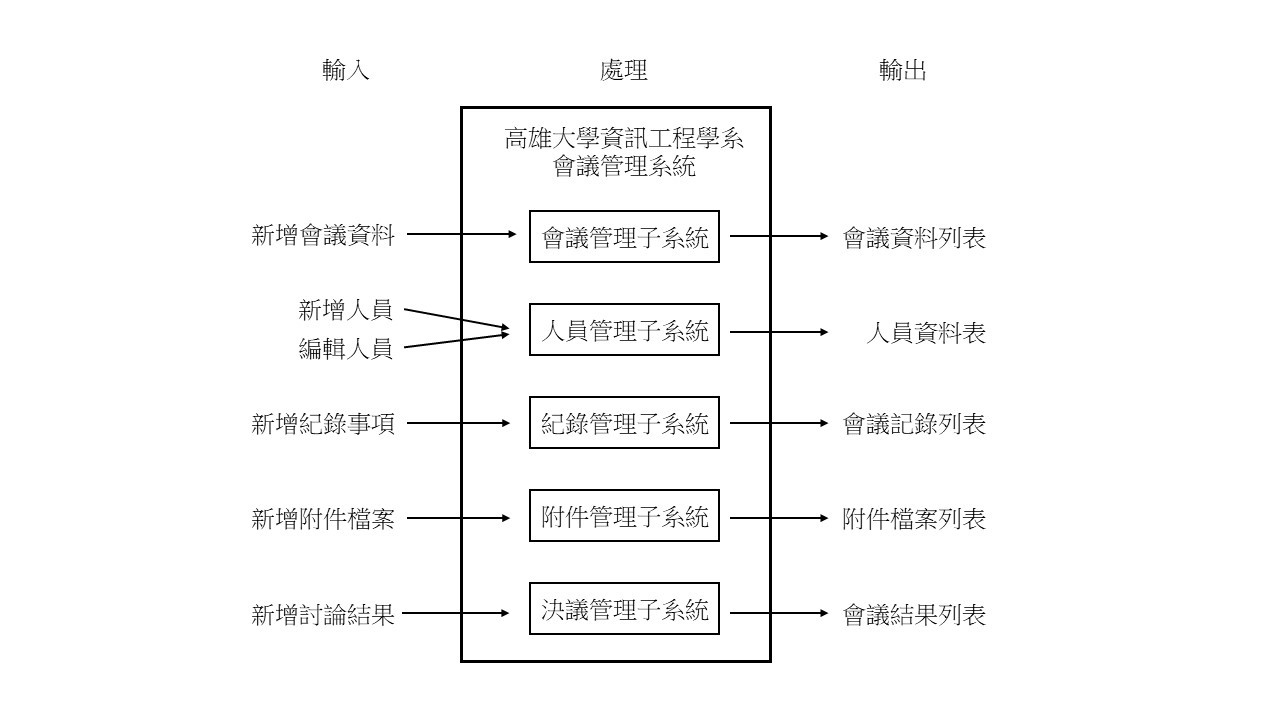 輸入
處理
輸出
高雄大學資訊工程學系
會議管理系統
新增會議資料
會議管理子系統
會議資料列表
新增人員
編輯人員
人員管理子系統
人員資料表
新增紀錄事項
紀錄管理子系統
會議記錄列表
新增附件檔案
附件管理子系統
附件檔案列表
新增討論結果
決議管理子系統
會議結果列表